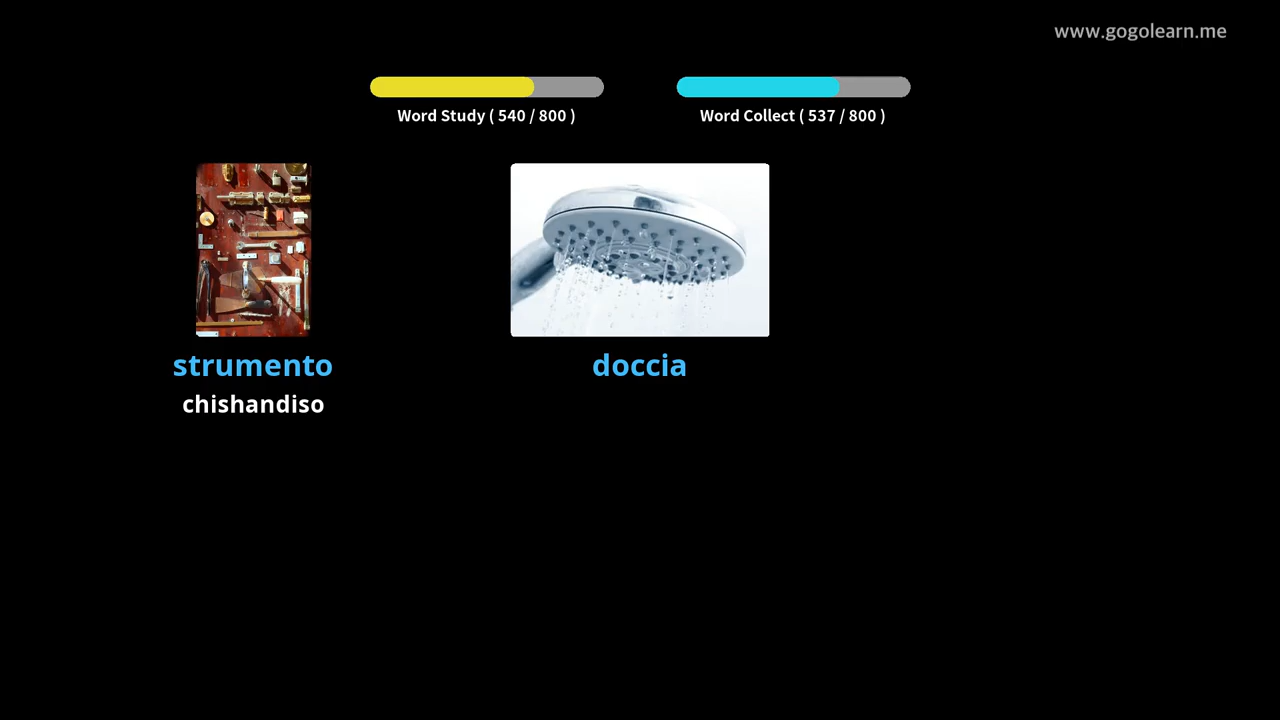 www.gogolearn.me
Word Study ( 540 / 800 )
Word Collect ( 537 / 800 )
strumento
doccia
chishandiso